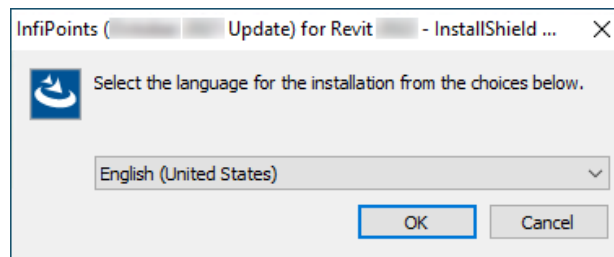 InfiPoints ( Update) for Revit - InstallShield ...
Select the language for the installation from the choices below.
English (United States)
OK Cancel